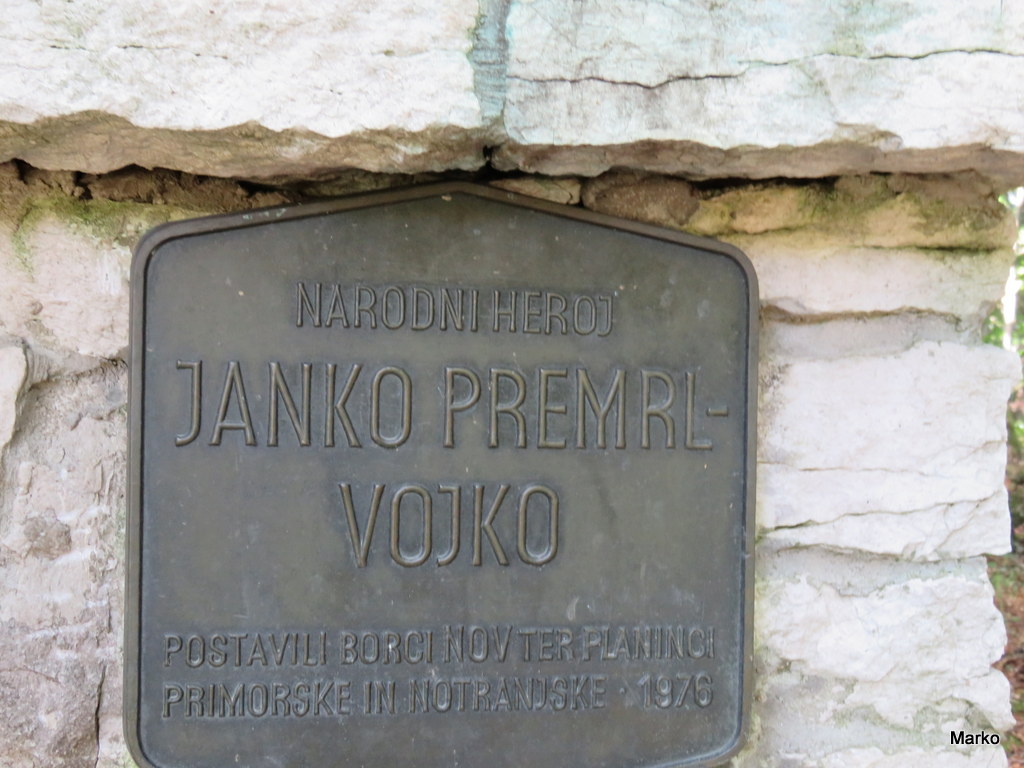 NARODNI HEROJ
JANKO PREMRL-
VOJKO
POSTAVILI BORCI NOV TER PLANINCI
PRIMORSKE IN NOTRANJSKE · 1976
Marko